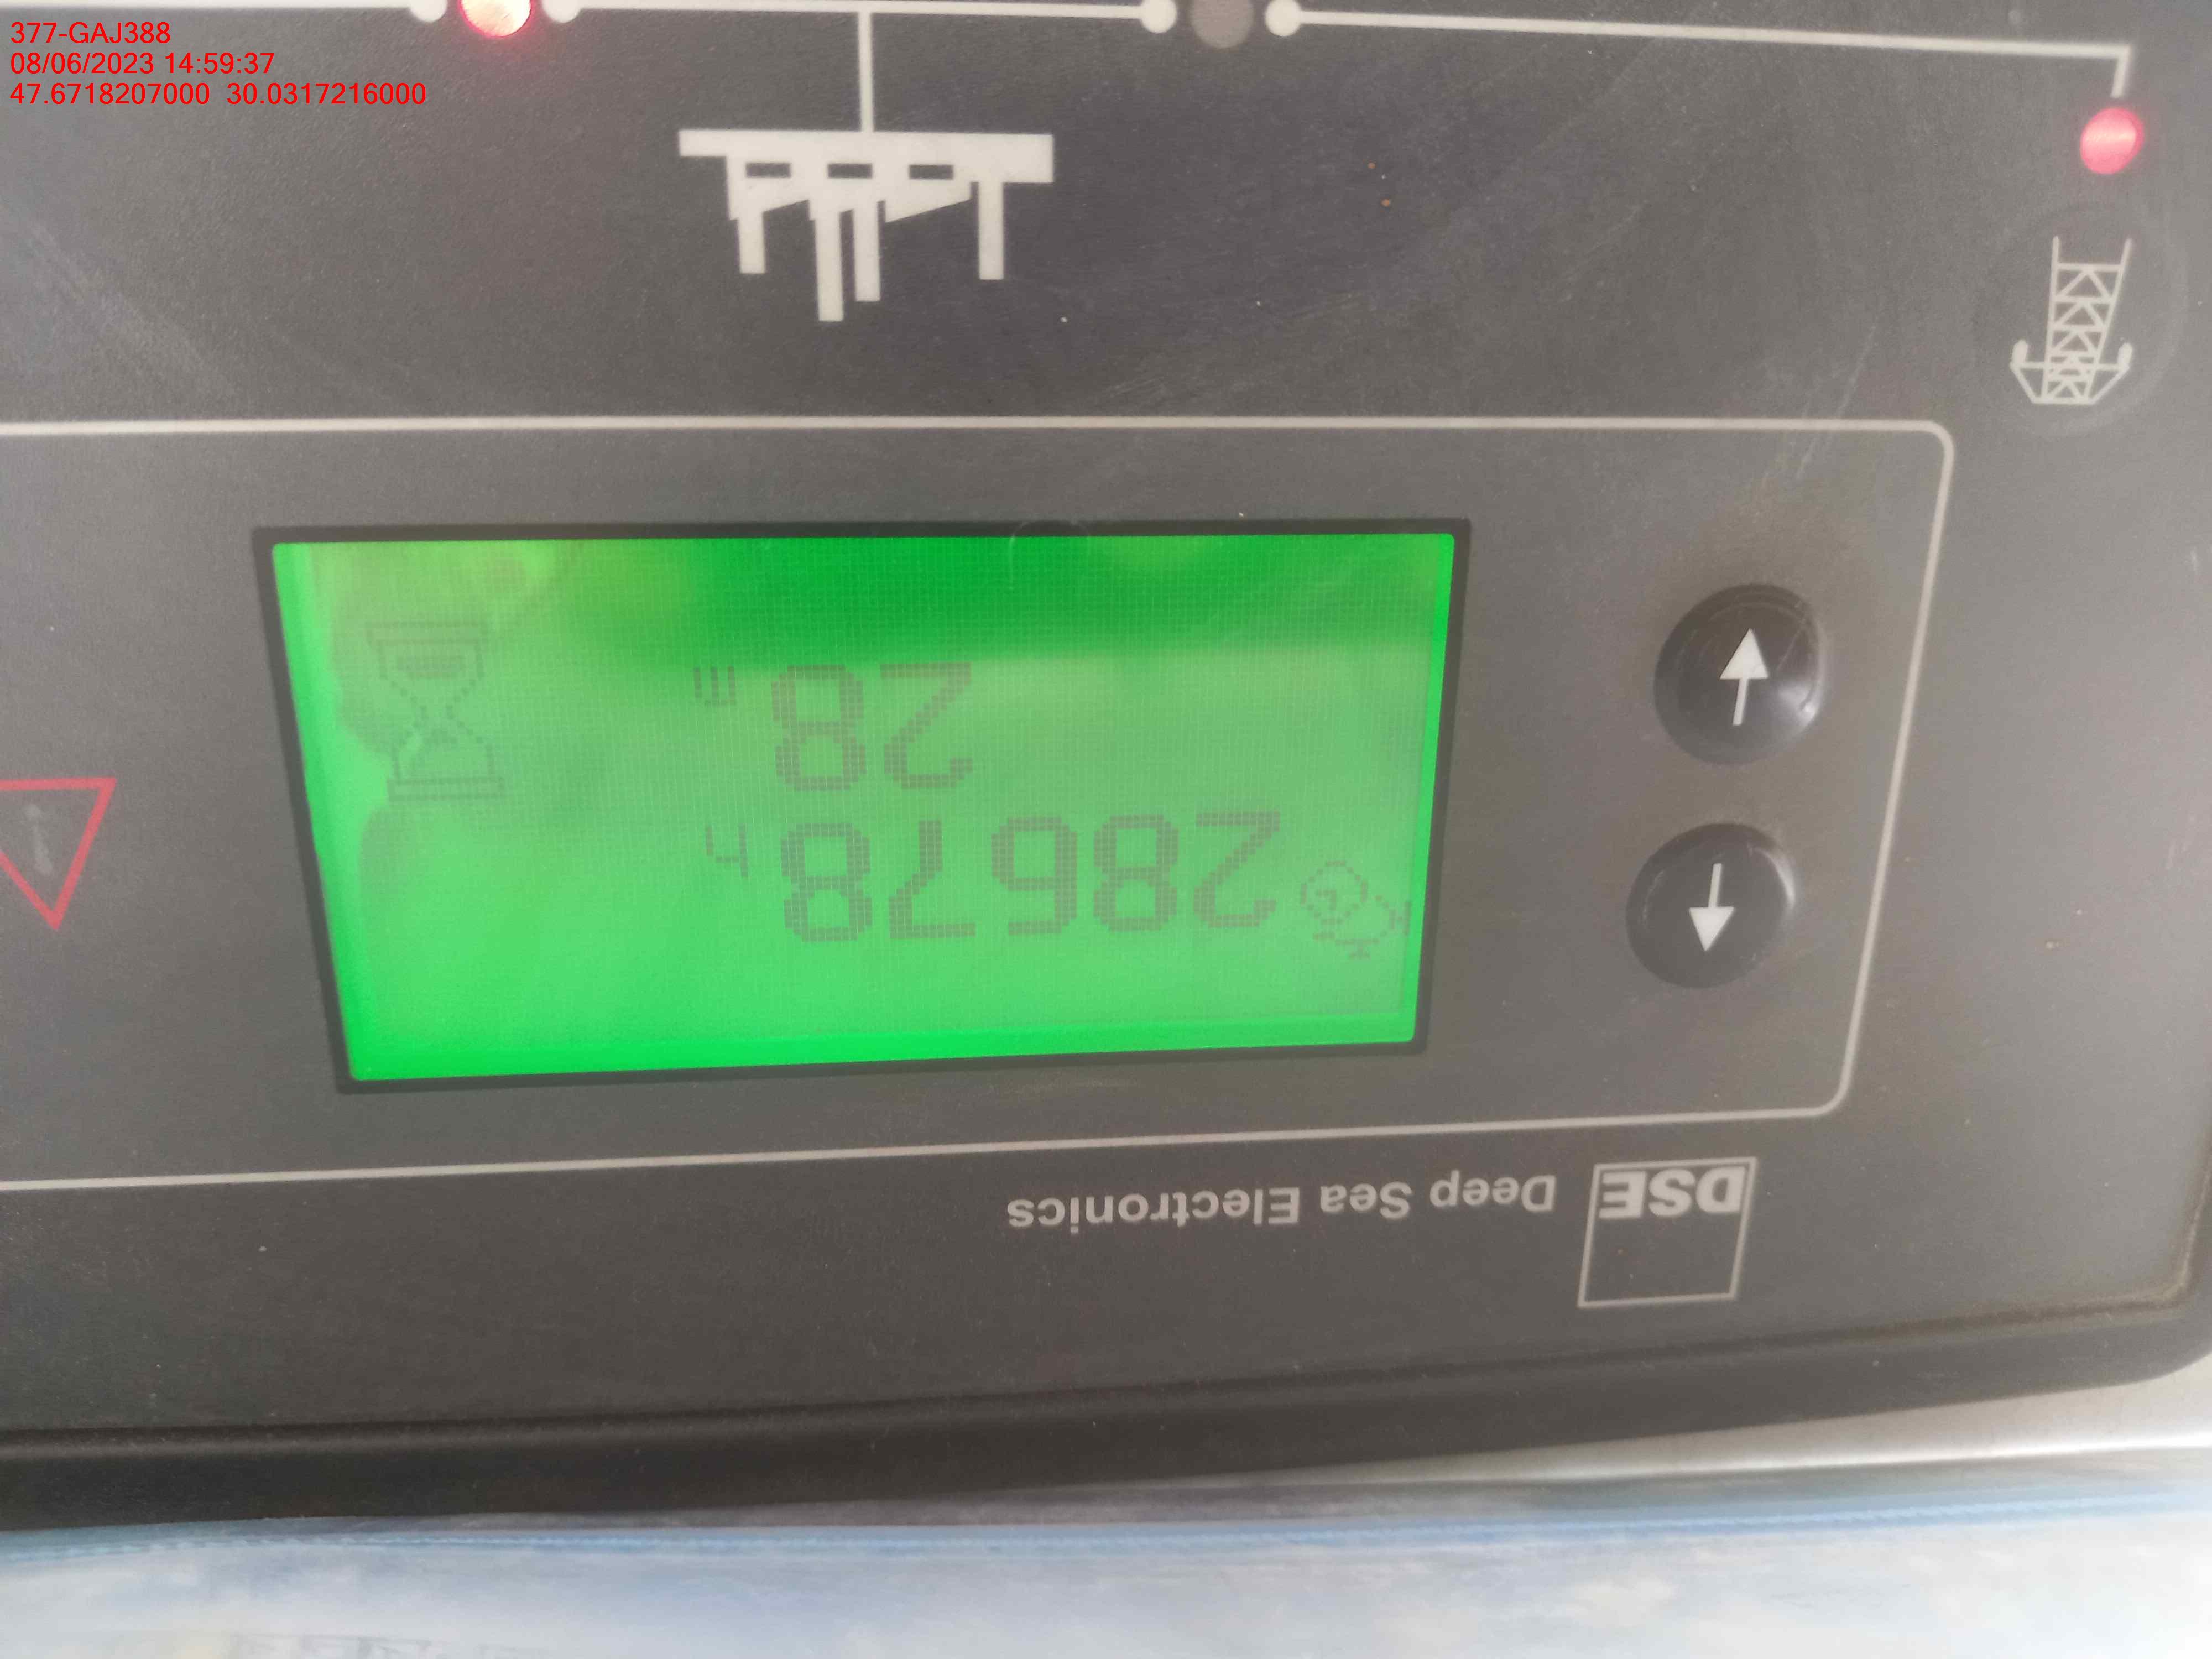 377-GAJ388
08/06/2023 14:59:37
47.6718207000 30.0317216000
DSE Deep Sea Electronics
28678 h
28 m
i